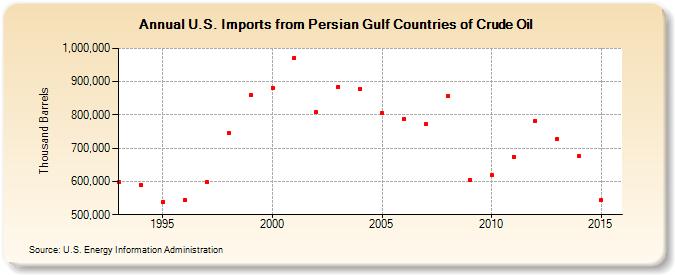 Annual U.S. Imports from Persian Gulf Countries of Crude Oil
Thousand Barrels
1,000,000
900,000
800,000
700,000
600,000
500,000
1995 2000 2005 2010 2015
Source: U.S. Energy Information Administration